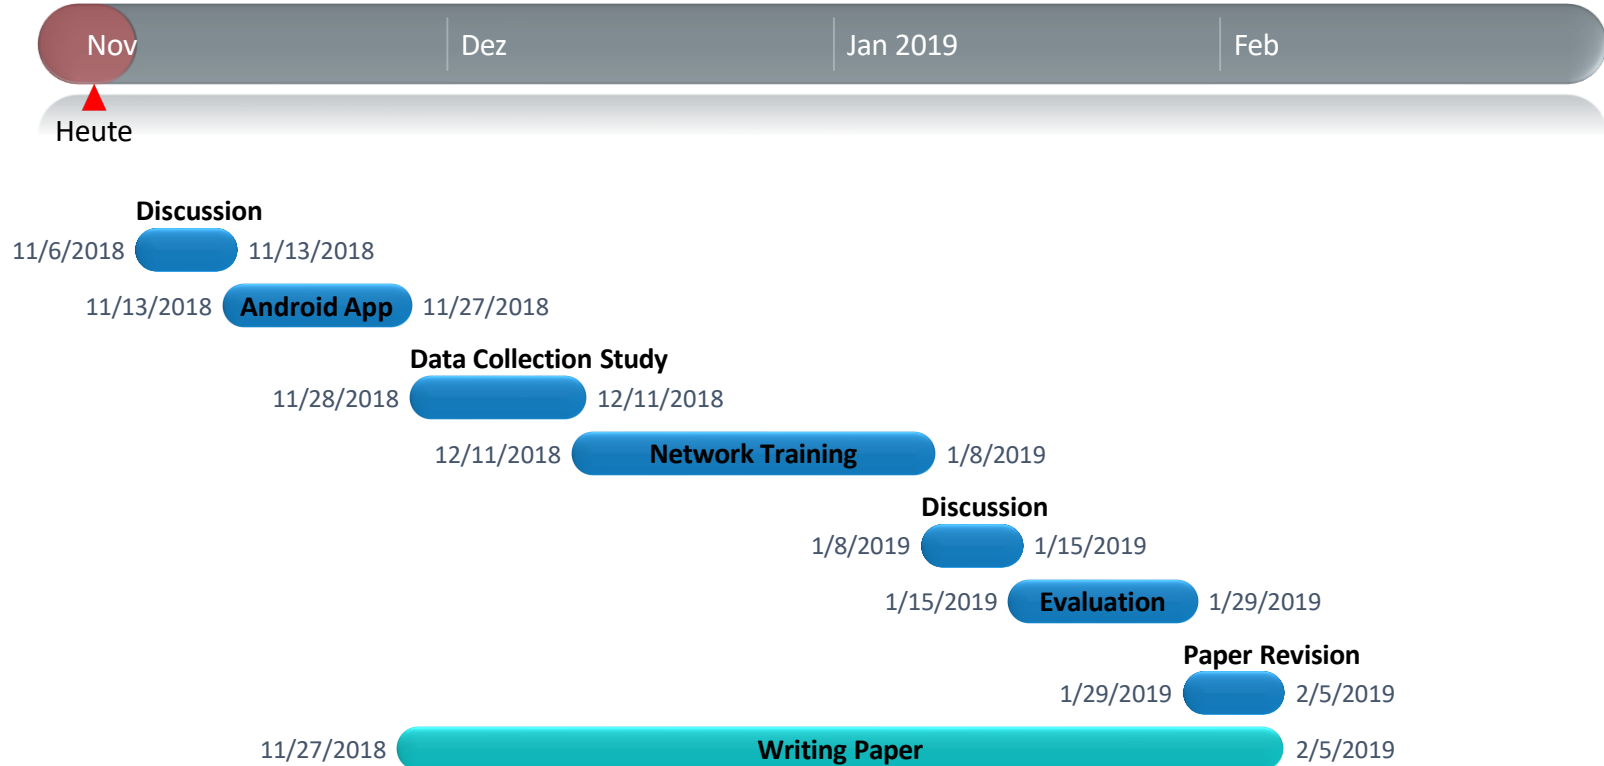 Nov Dez Jan 2019 Feb
Heute
Discussion
11/6/2018 11/13/2018
11/13/2018 Android App 11/27/2018
Data Collection Study
11/28/2018 12/11/2018
12/11/2018 Network Training 1/8/2019
Discussion
1/8/2019 1/15/2019
1/15/2019 Evaluation 1/29/2019
Paper Revision
1/29/2019 2/5/2019
11/27/2018 Writing Paper 2/5/2019